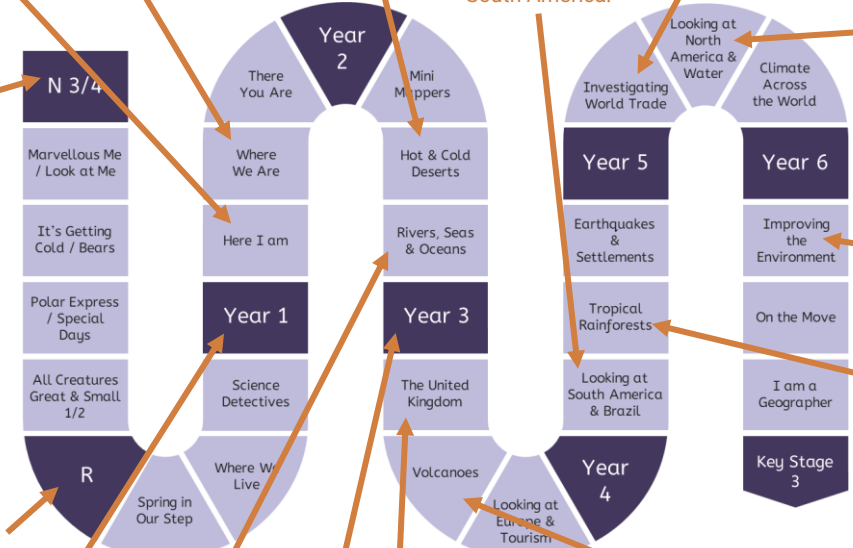 South America.
N 3/4
Marvellous Me
/ Look at Me
It's Getting
Cold / Bears
Polar Express
/ Special
Days
All Creatures
Great & Small
1/2
R
Spring in
Our Step
Where We
Live
Science
Detectives
Year 1
Here I am
Where
We Are
There
You Are
Year
2
Mini
Mappers
Hot & Cold
Deserts
Rivers, Seas
& Oceans
Year 3
The United
Kingdom
Volcanoes
Looking at
Europe &
Tourism
Year
4
Looking at
South America
& Brazil
Tropical
Rainforests
Earthquakes
&
Settlements
Year 5
Investigating
World Trade
Looking at
North
America &
Water
Climate
Across
the World
Year 6
Improving
the
Environment
On the Move
I am a
Geographer
Key Stage
3